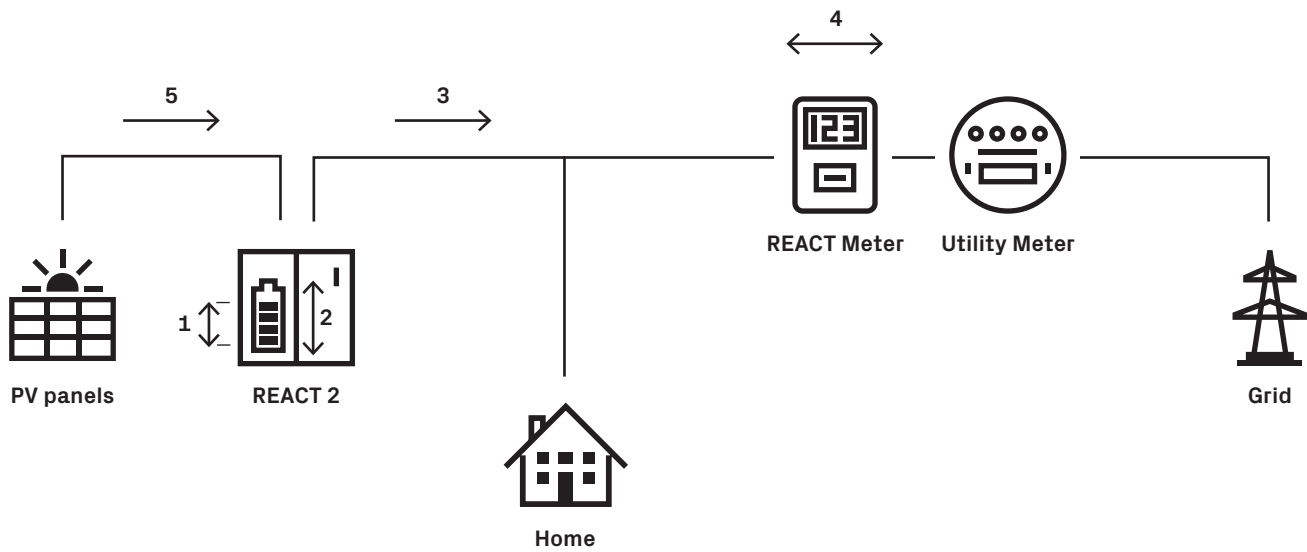 4
5
3
123
REACT Meter
Utility Meter
1
2
PV panels
REACT 2
Grid
Home